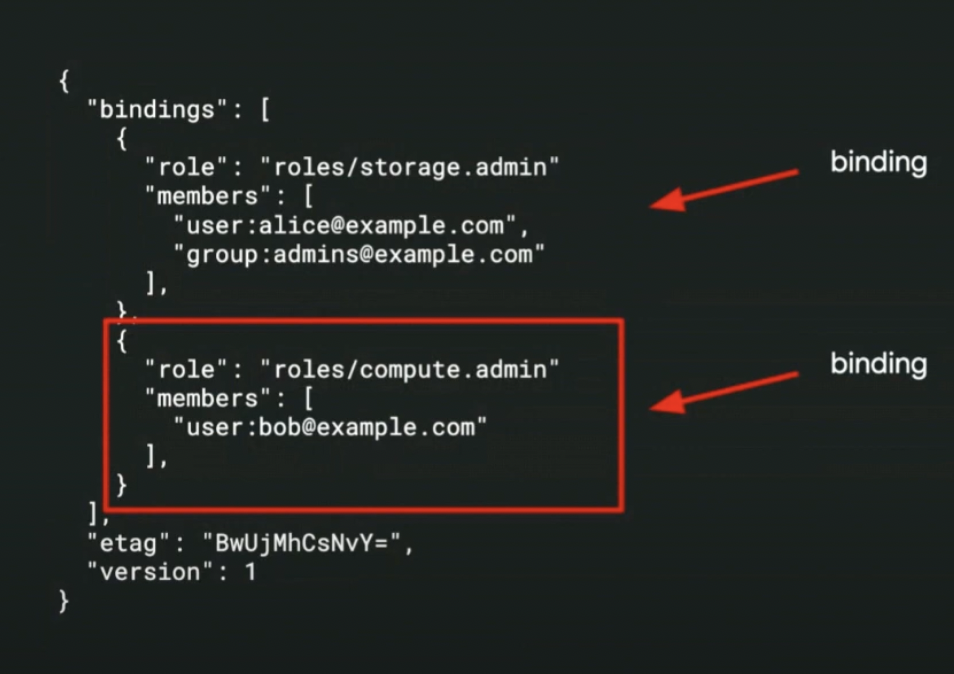 {
"bindings": [
{
"role": "roles/storage.admin"
"members": [
"user:alice@example.com",
"group:admins@example.com"
],
},
{
"role": "roles/compute.admin"
"members": [
"user:bob@example.com"
],
}
],
"etag": "BwUjMhCsNvY=",
"version": 1
}
binding
binding